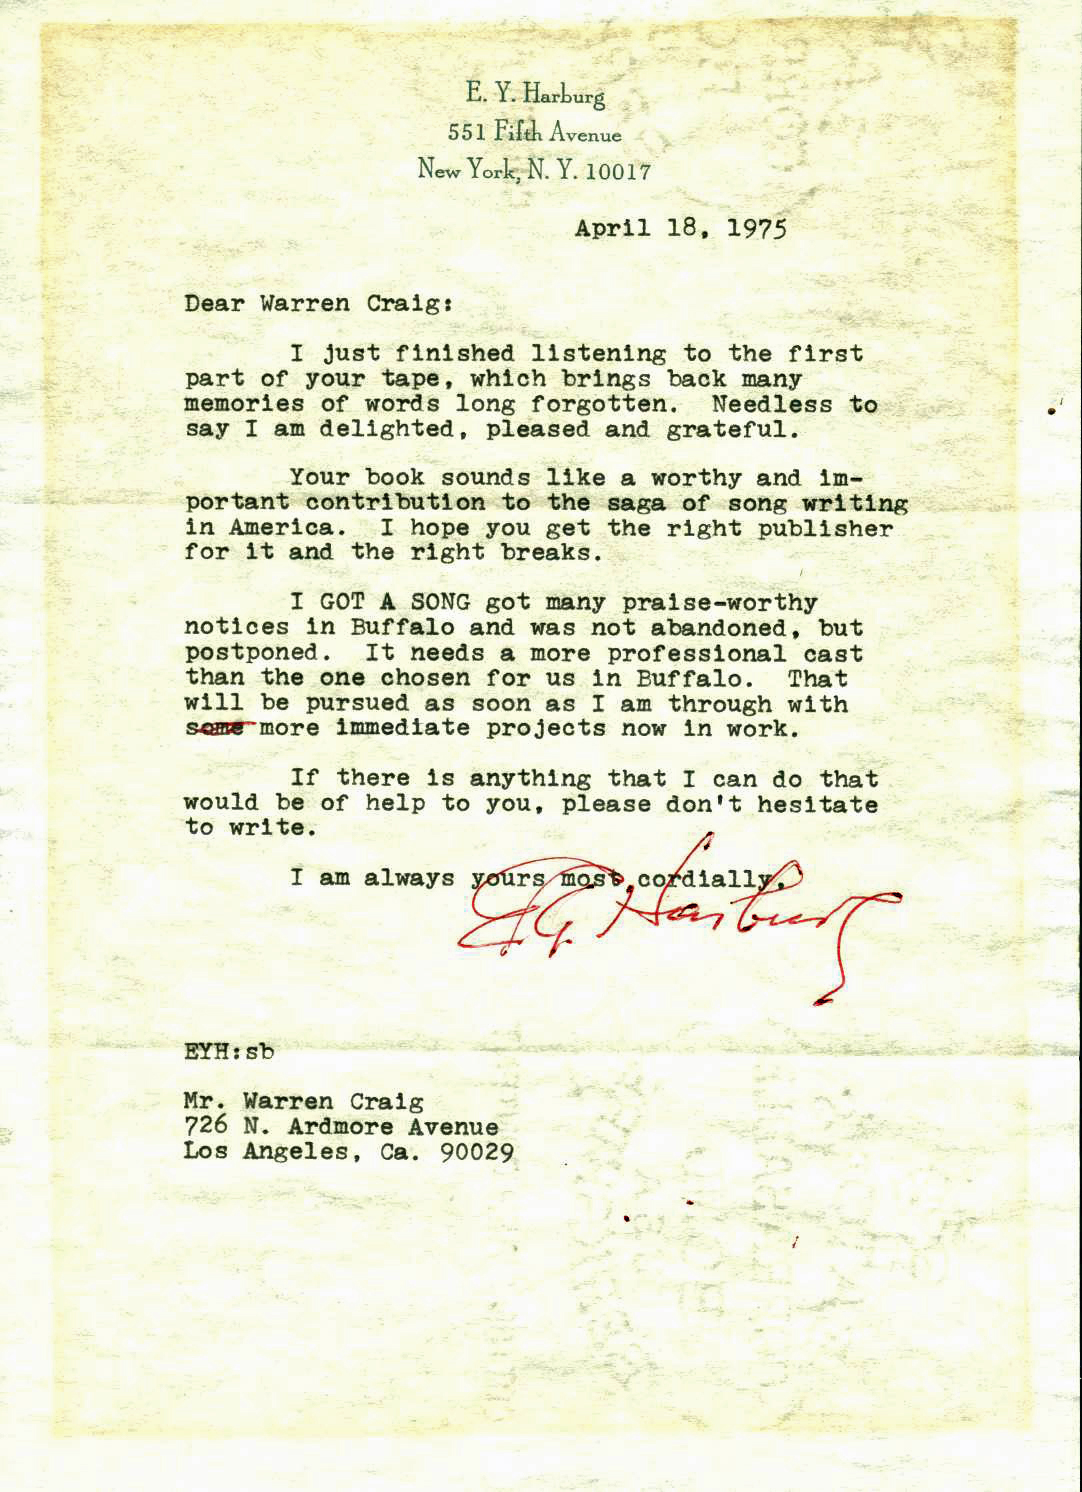 E. Y. Harburg
551 Fifth Avenue
New York, N. Y. 10017
April 18, 1975
Dear Warren Craig:
I just finished listening to the first
part of your tape, which brings back many
memories of words long forgotten. Needless to
say I am delighted, pleased and grateful.
Your book sounds like a worthy and im-
portant contribution to the saga of song writing
in America. I hope you get the right publisher
for it and the right breaks.
I GOT A SONG got many praise-worthy
notices in Buffalo and was not abandoned, but
postponed. It needs a more professional cast
than the one chosen for us in Buffalo. That
will be pursued as soon as I am through with
some more immediate projects now in work.
If there is anything that I can do that
would be of help to you, please don't hesitate
to write.
I am always yours most cordially,
E Y Harburg
EYH:sb
Mr. Warren Craig
726 N. Ardmore Avenue
Los Angeles, Ca. 90029